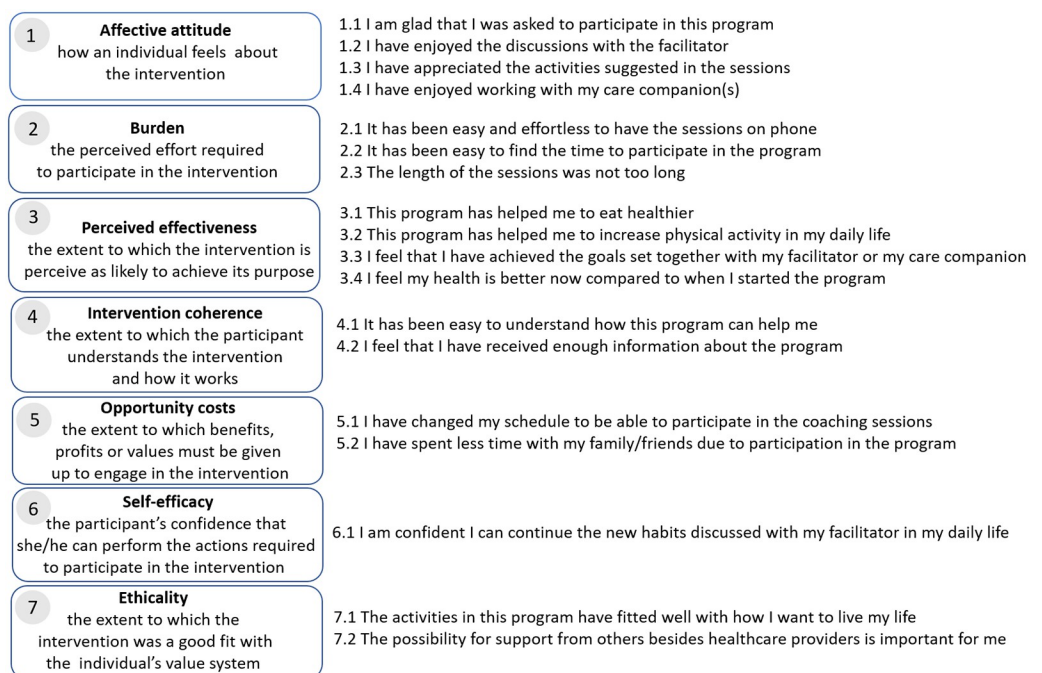 1
Affective attitude
how an individual feels about
the intervention
1.1 I am glad that I was asked to participate in this program
1.2 I have enjoyed the discussions with the facilitator
1.3 I have appreciated the activities suggested in the sessions
1.4 I have enjoyed working with my care companion(s)
2
Burden
the perceived effort required
to participate in the intervention
2.1 It has been easy and effortless to have the sessions on phone
2.2 It has been easy to find the time to participate in the program
2.3 The length of the sessions was not too long
3
Perceived effectiveness
the extent to which the intervention is
perceive as likely to achieve its purpose
3.1 This program has helped me to eat healthier
3.2 This program has helped me to increase physical activity in my daily life
3.3 I feel that I have achieved the goals set together with my facilitator or my care companion
3.4 I feel my health is better now compared to when I started the program
4
Intervention coherence
the extent to which the participant
understands the intervention
and how it works
4.1 It has been easy to understand how this program can help me
4.2 I feel that I have received enough information about the program
5
Opportunity costs
the extent to which benefits,
profits or values must be given
up to engage in the intervention
5.1 I have changed my schedule to be able to participate in the coaching sessions
5.2 I have spent less time with my family/friends due to participation in the program
6
Self-efficacy
the participant's confidence that
she/he can perform the actions required
to participate in the intervention
6.1 I am confident I can continue the new habits discussed with my facilitator in my daily life
7
Ethicality
the extent to which the
intervention was a good fit with
the individual's value system
7.1 The activities in this program have fitted well with how I want to live my life
7.2 The possibility for support from others besides healthcare providers is important for me